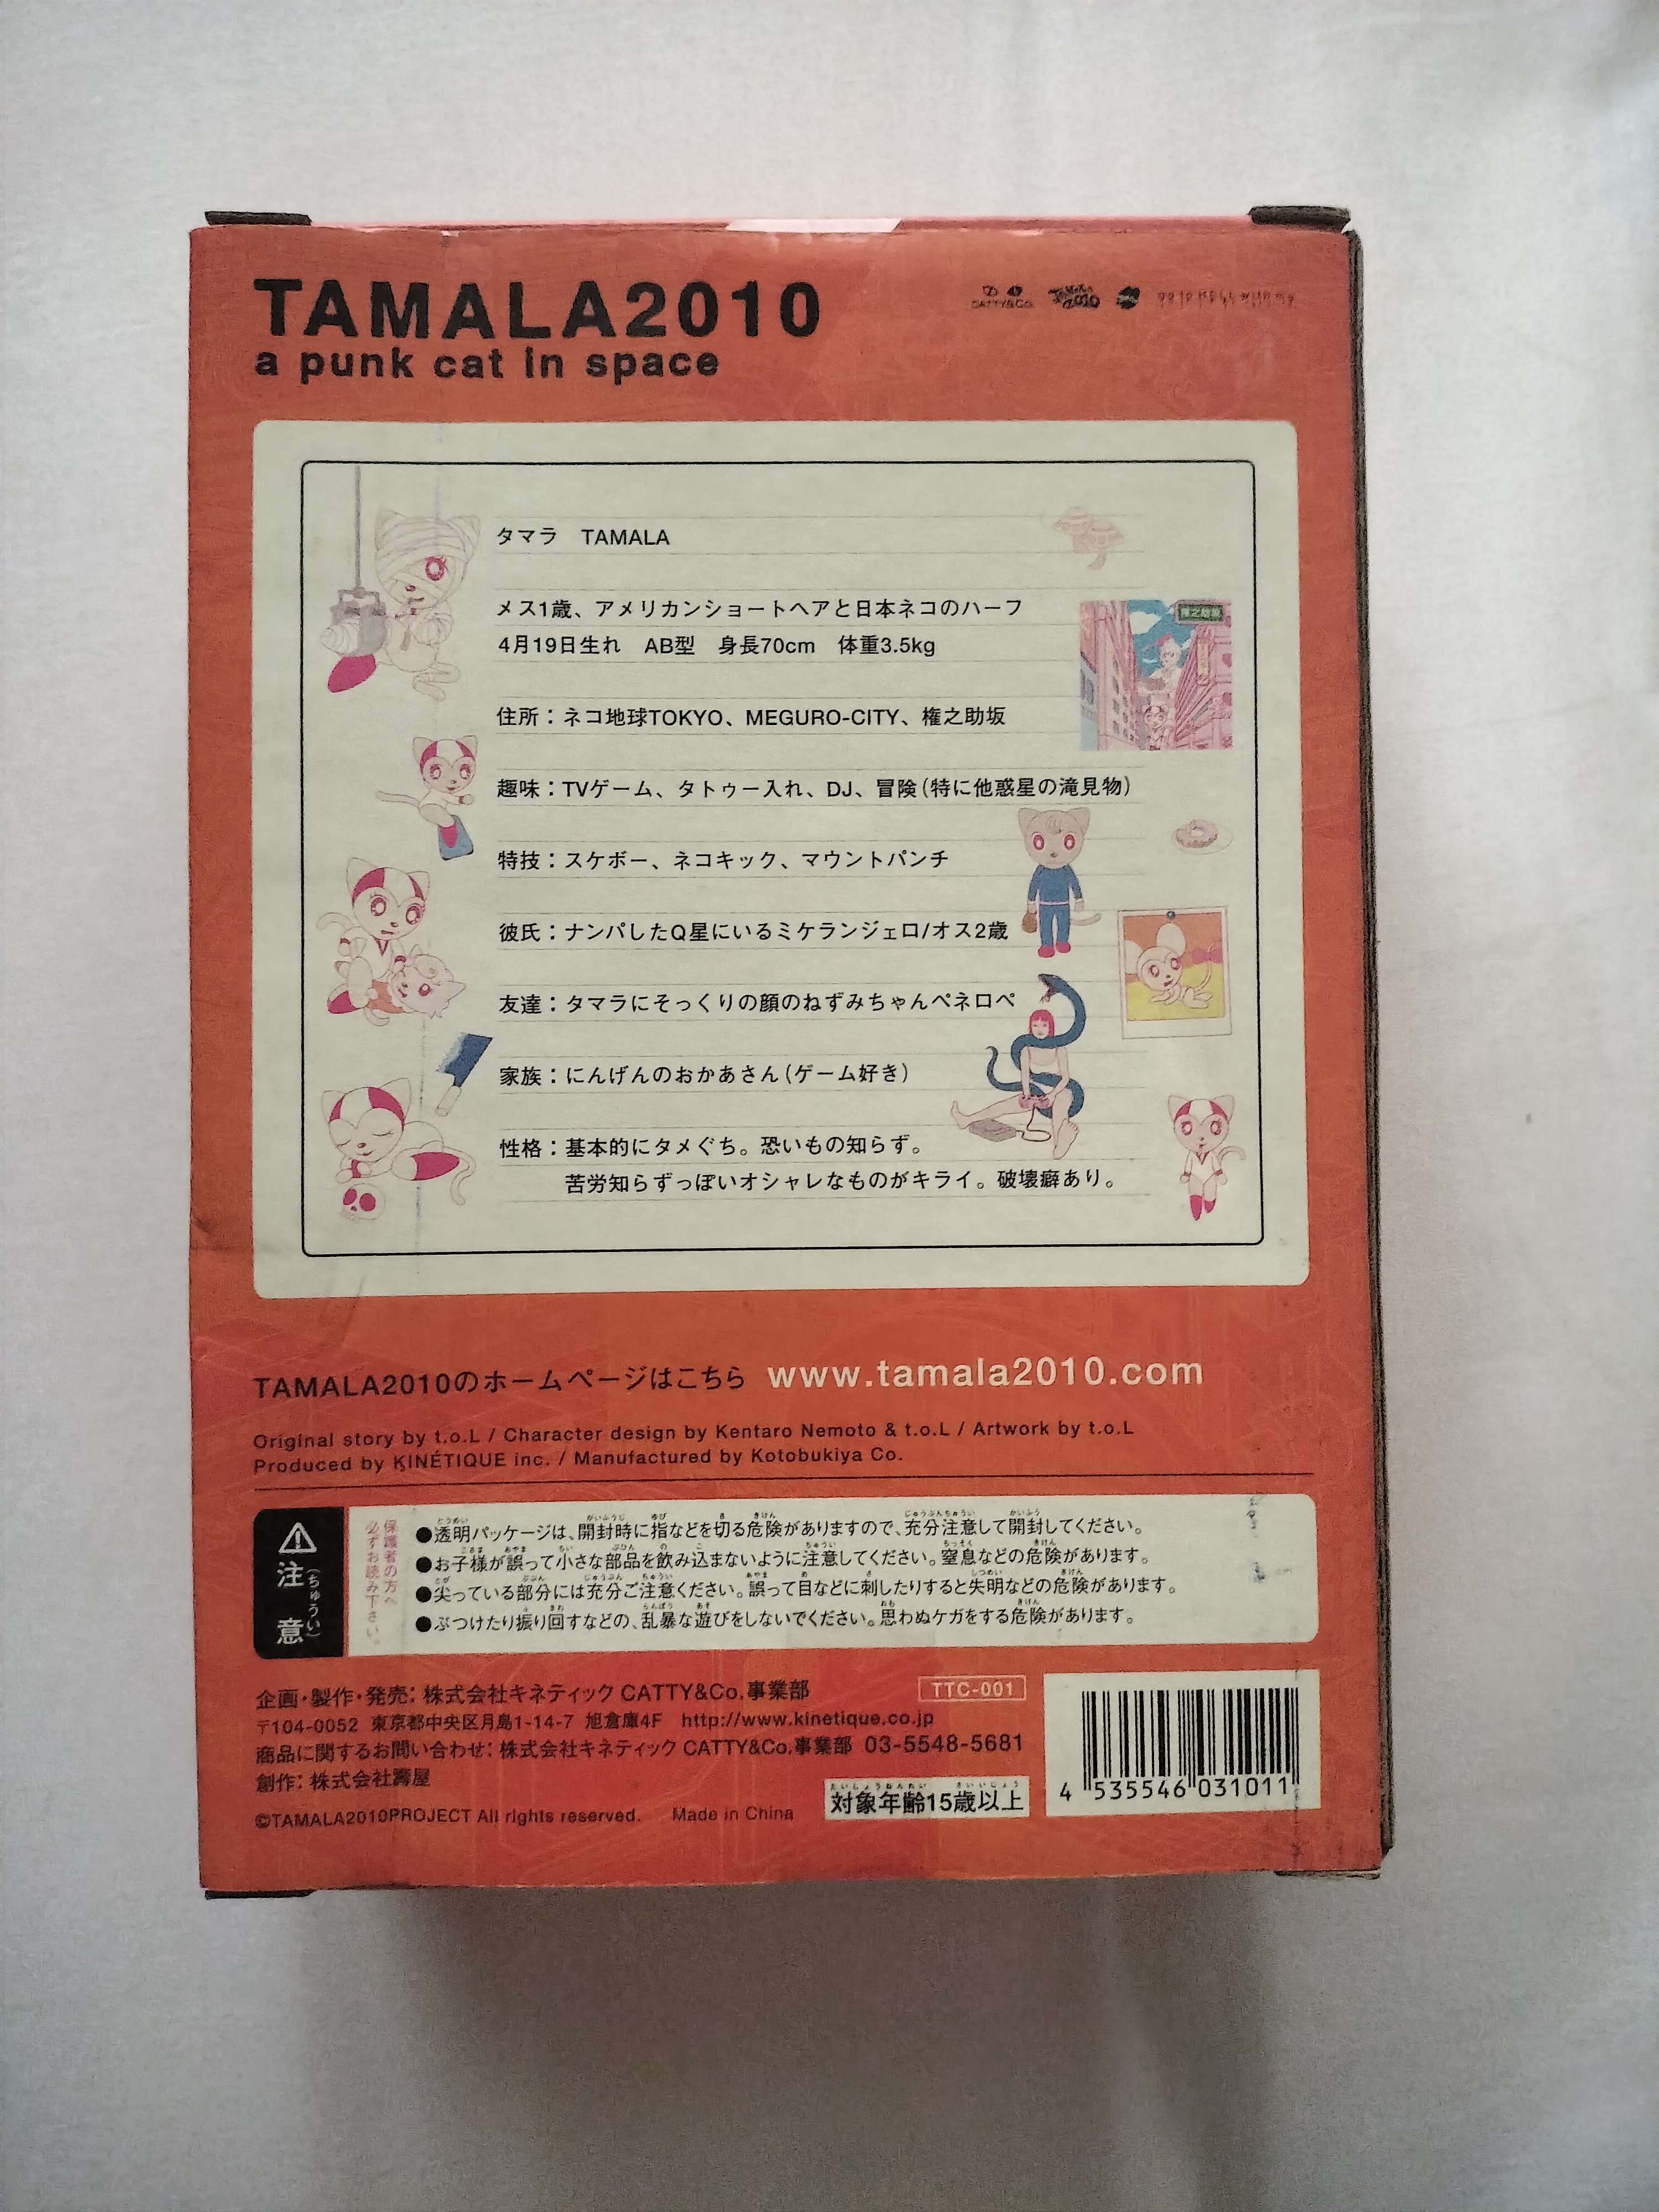 TAMALA2010
a punk cat in space
CATTY&Co.
タマラ　TAMALA
メス1歳、アメリカンショートヘアと日本ネコのハーフ
4月19日生れ　AB型　身長70cm　体重3.5kg
権之助坂
住所：ネコ地球TOKYO、MEGURO-CITY、権之助坂
趣味：TVゲーム、タトゥー入れ、DJ、冒険(特に他惑星の滝見物)
特技：スケボー、ネコキック、マウントパンチ
彼氏：ナンパしたQ星にいるミケランジェロ/オス2歳
友達：タマラにそっくりの顔のねずみちゃんペネロペ
家族：にんげんのおかあさん(ゲーム好き)
性格：基本的にタメぐち。恐いもの知らず。
苦労知らずっぽいオシャレなものがキライ。破壊癖あり。
TAMALA2010のホームページはこちら www.tamala2010.com
Original story by t.o.L / Character design by Kentaro Nemoto & t.o.L / Artwork by t.o.L
Produced by KINÉTIQUE inc. / Manufactured by Kotobukiya Co.
注意(ちゅうい)
保護者の方へ
必ずお読み下さい。
●透明パッケージは、開封時に指などを切る危険がありますので、充分注意して開封してください。
●お子様が誤って小さな部品を飲み込まないように注意してください。窒息などの危険があります。
●尖っている部分には充分ご注意ください。誤って目などに刺したりすると失明などの危険があります。
●ぶつけたり振り回すなどの、乱暴な遊びをしないでください。思わぬケガをする危険があります。
企画・製作・発売：株式会社キネティック CATTY&Co.事業部
TTC-001
〒104-0052 東京都中央区月島1-14-7 旭倉庫4F http://www.kinetique.co.jp
商品に関するお問い合わせ：株式会社キネティック CATTY&Co.事業部 03-5548-5681
創作：株式会社壽屋
対象年齢15歳以上
©TAMALA2010PROJECT All rights reserved. Made in China
4 535546 031011